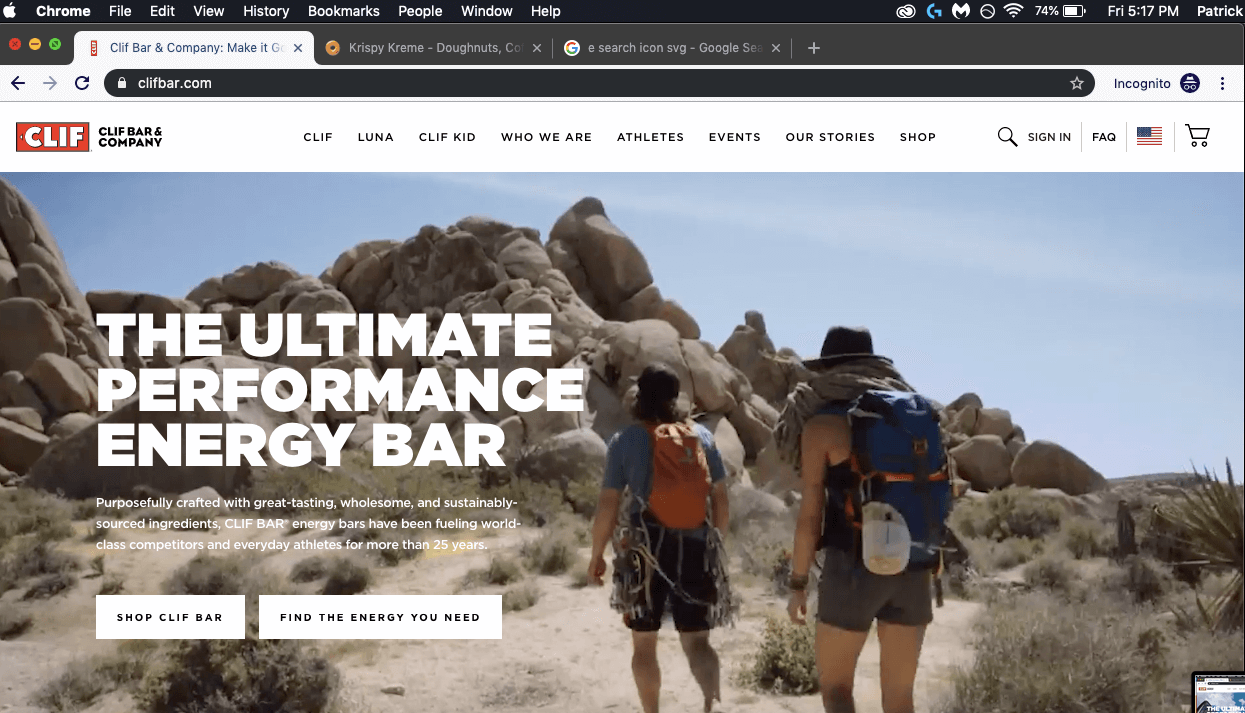 Chrome File Edit View History Bookmarks People Window Help 74% Fri 5:17 PM Patrick
Clif Bar & Company: Make it Go
Krispy Kreme - Doughnuts, Co
e search icon svg - Google Sea
clifbar.com
Incognito
CLIF CLIF BAR &
COMPANY
CLIF LUNA CLIF KID WHO WE ARE ATHLETES EVENTS OUR STORIES SHOP
SIGN IN FAQ
THE ULTIMATE
PERFORMANCE
ENERGY BAR
Purposefully crafted with great-tasting, wholesome, and sustainably-
sourced ingredients, CLIF BAR® energy bars have been fueling world-
class competitors and everyday athletes for more than 25 years.
SHOP CLIF BAR FIND THE ENERGY YOU NEED